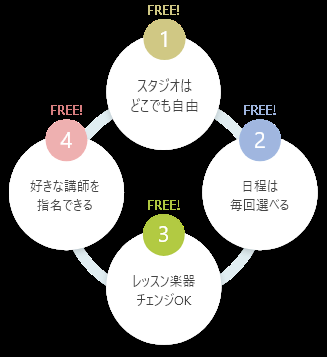 FREE!
1
スタジオは
どこでも自由
FREE!
2
日程は
毎回選べる
FREE!
3
レッスン楽器
チェンジOK
FREE!
4
好きな講師を
指名できる